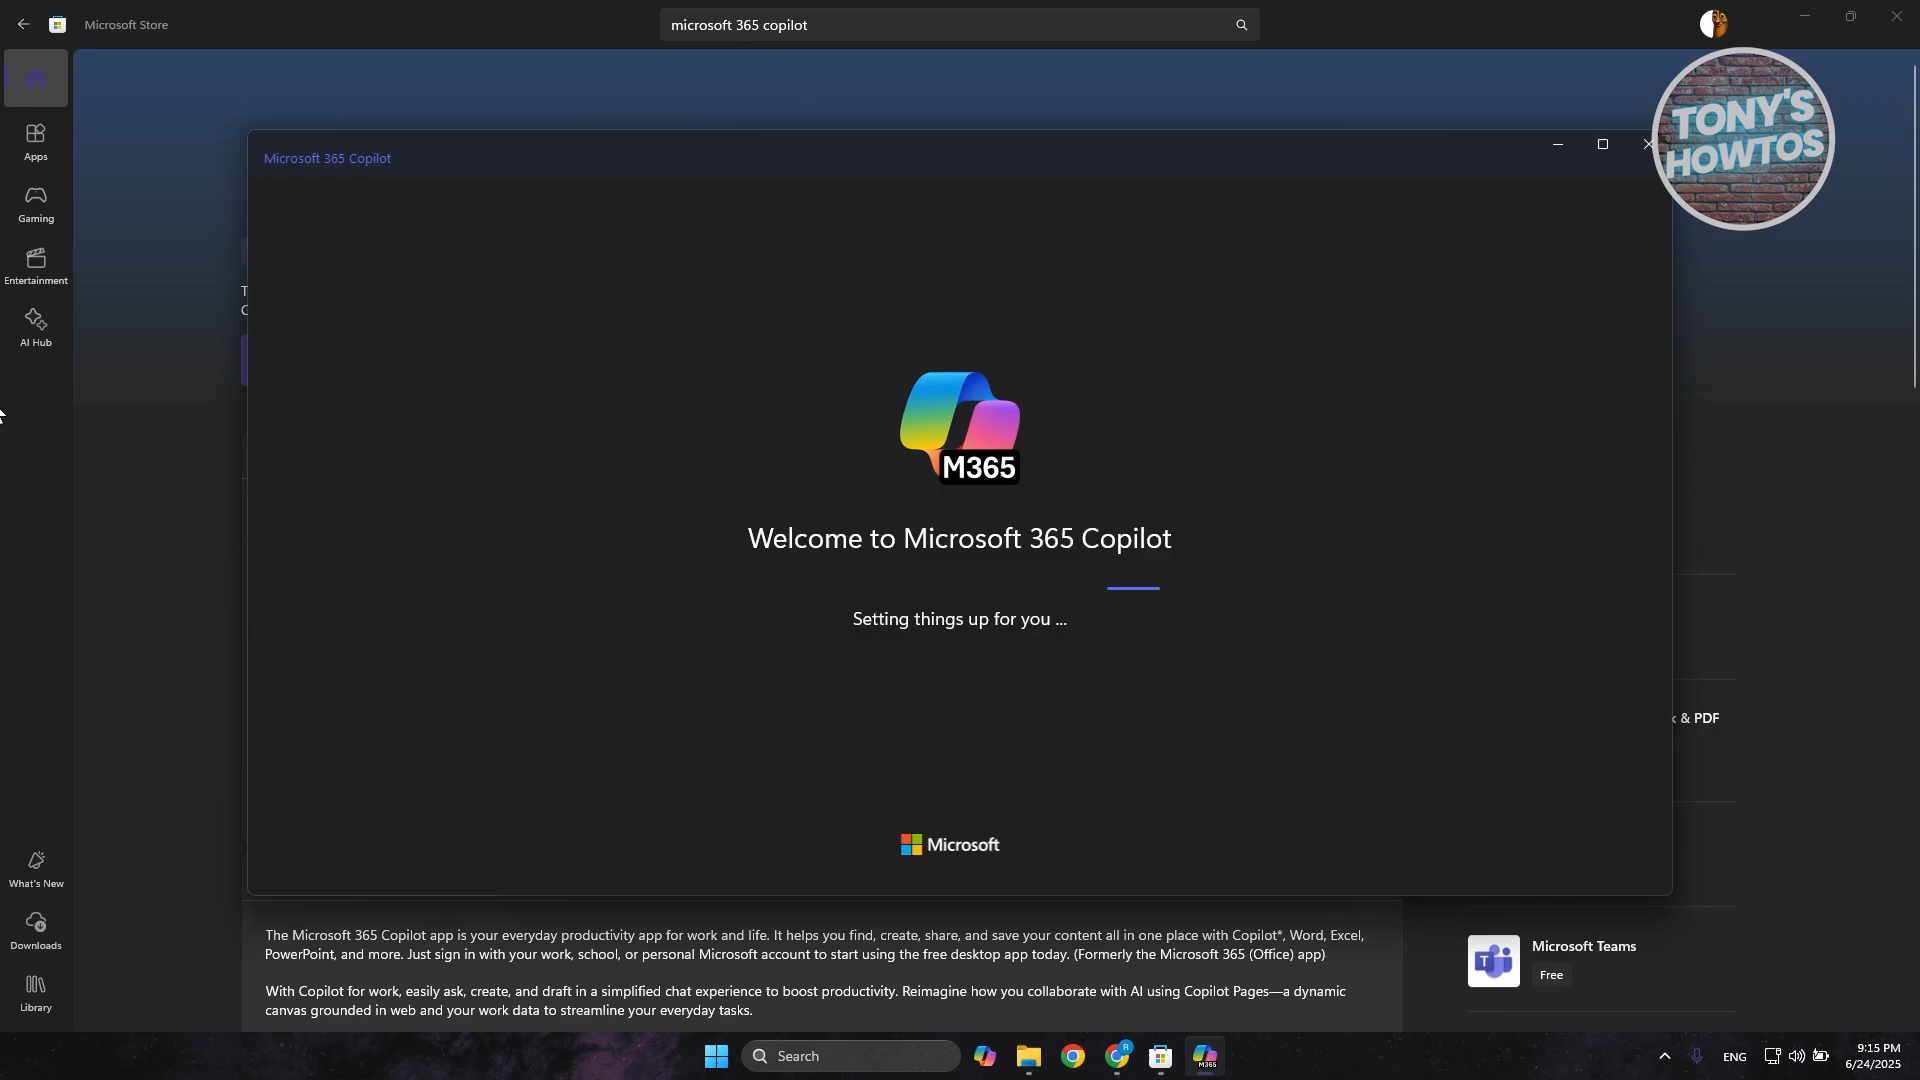 Microsoft Store
microsoft 365 copilot
TONY'S
HOWTOS
Microsoft 365 Copilot
Apps
Gaming
Entertainment
AI Hub
M365
Welcome to Microsoft 365 Copilot
Setting things up for you ...
& PDF
Microsoft
What's New
Downloads
Library
The Microsoft 365 Copilot app is your everyday productivity app for work and life. It helps you find, create, share, and save your content all in one place with Copilot*, Word, Excel,
PowerPoint, and more. Just sign in with your work, school, or personal Microsoft account to start using the free desktop app today. (Formerly the Microsoft 365 (Office) app)
With Copilot for work, easily ask, create, and draft in a simplified chat experience to boost productivity. Reimagine how you collaborate with AI using Copilot Pages—a dynamic
canvas grounded in web and your work data to streamline your everyday tasks.
Microsoft Teams
Free
Search
R
M365
ENG
9:15 PM
6/24/2025